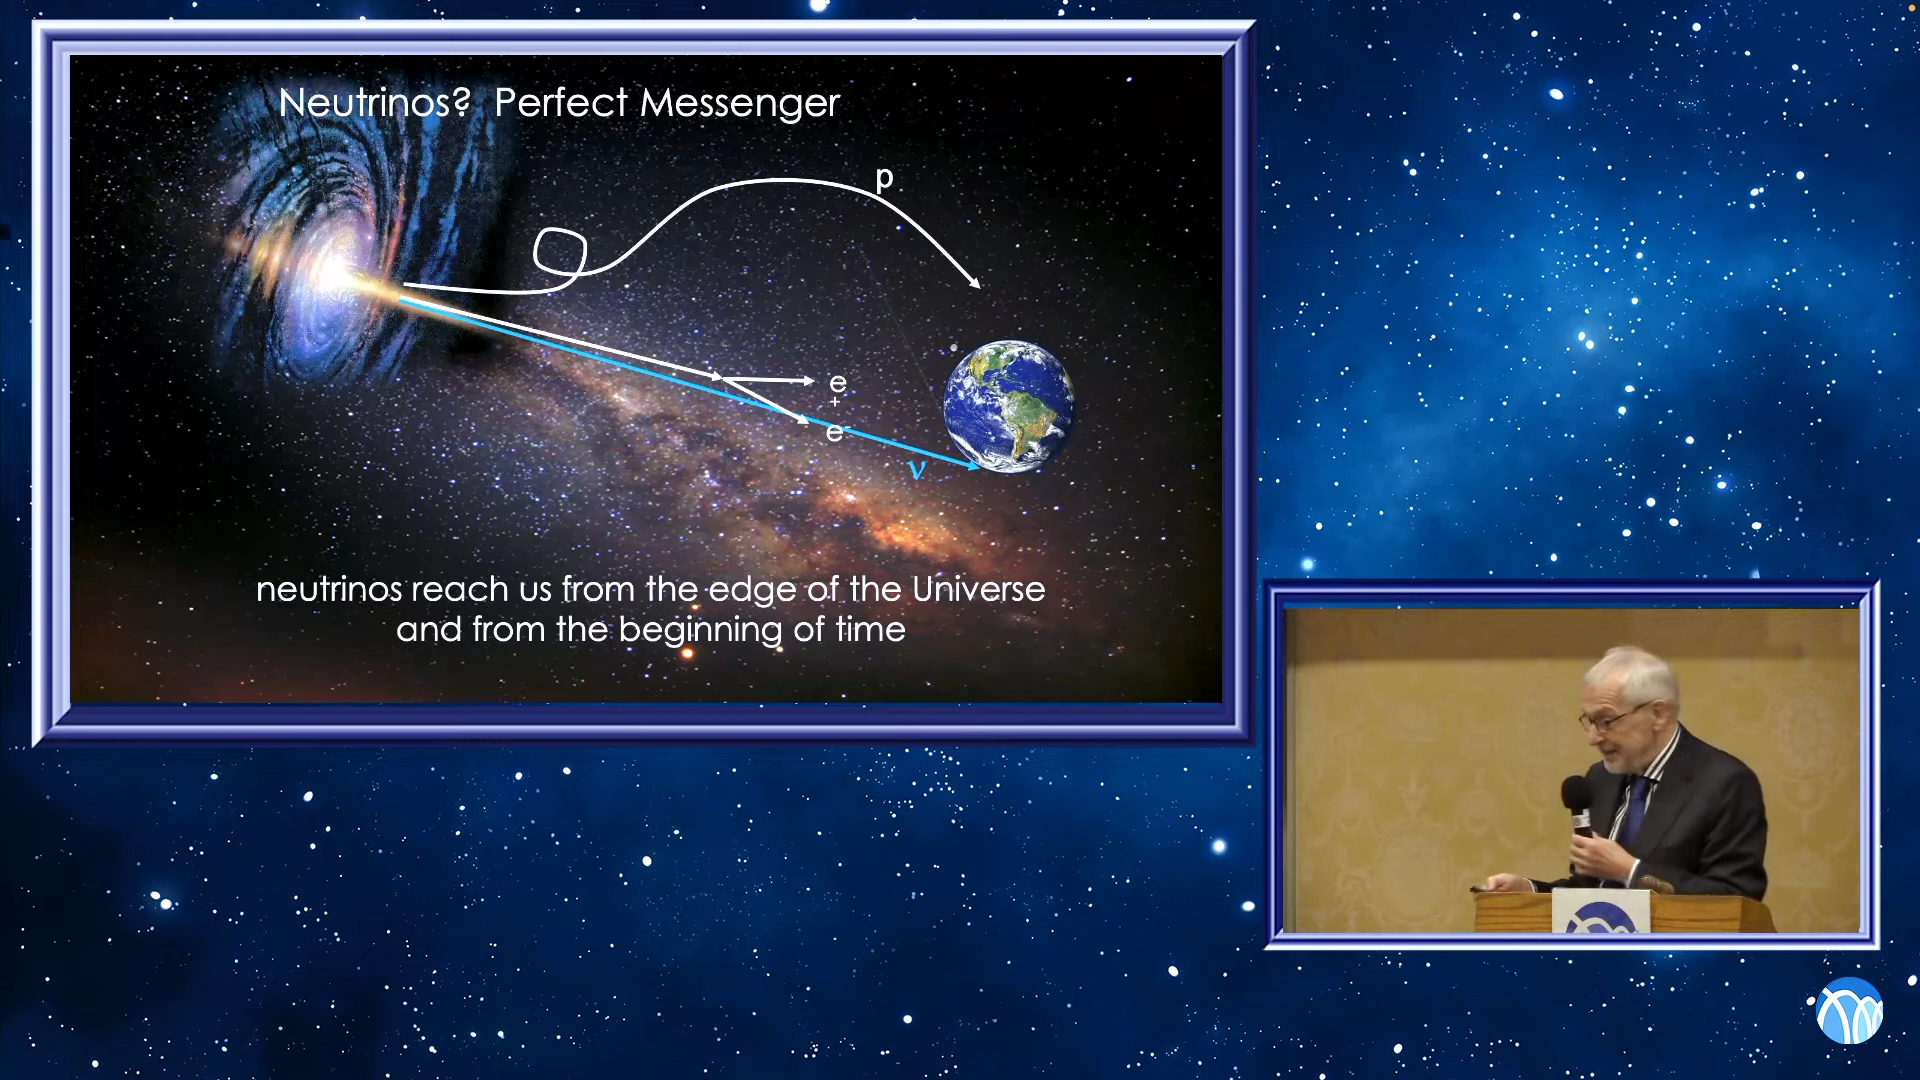 Neutrinos? Perfect Messenger
p
e
+
e-
ν
neutrinos reach us from the edge of the Universe
and from the beginning of time